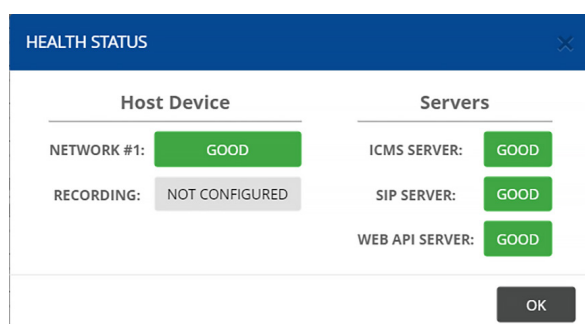 HEALTH STATUS
Host Device
NETWORK #1: GOOD
RECORDING: NOT CONFIGURED
Servers
ICMS SERVER: GOOD
SIP SERVER: GOOD
WEB API SERVER: GOOD
OK